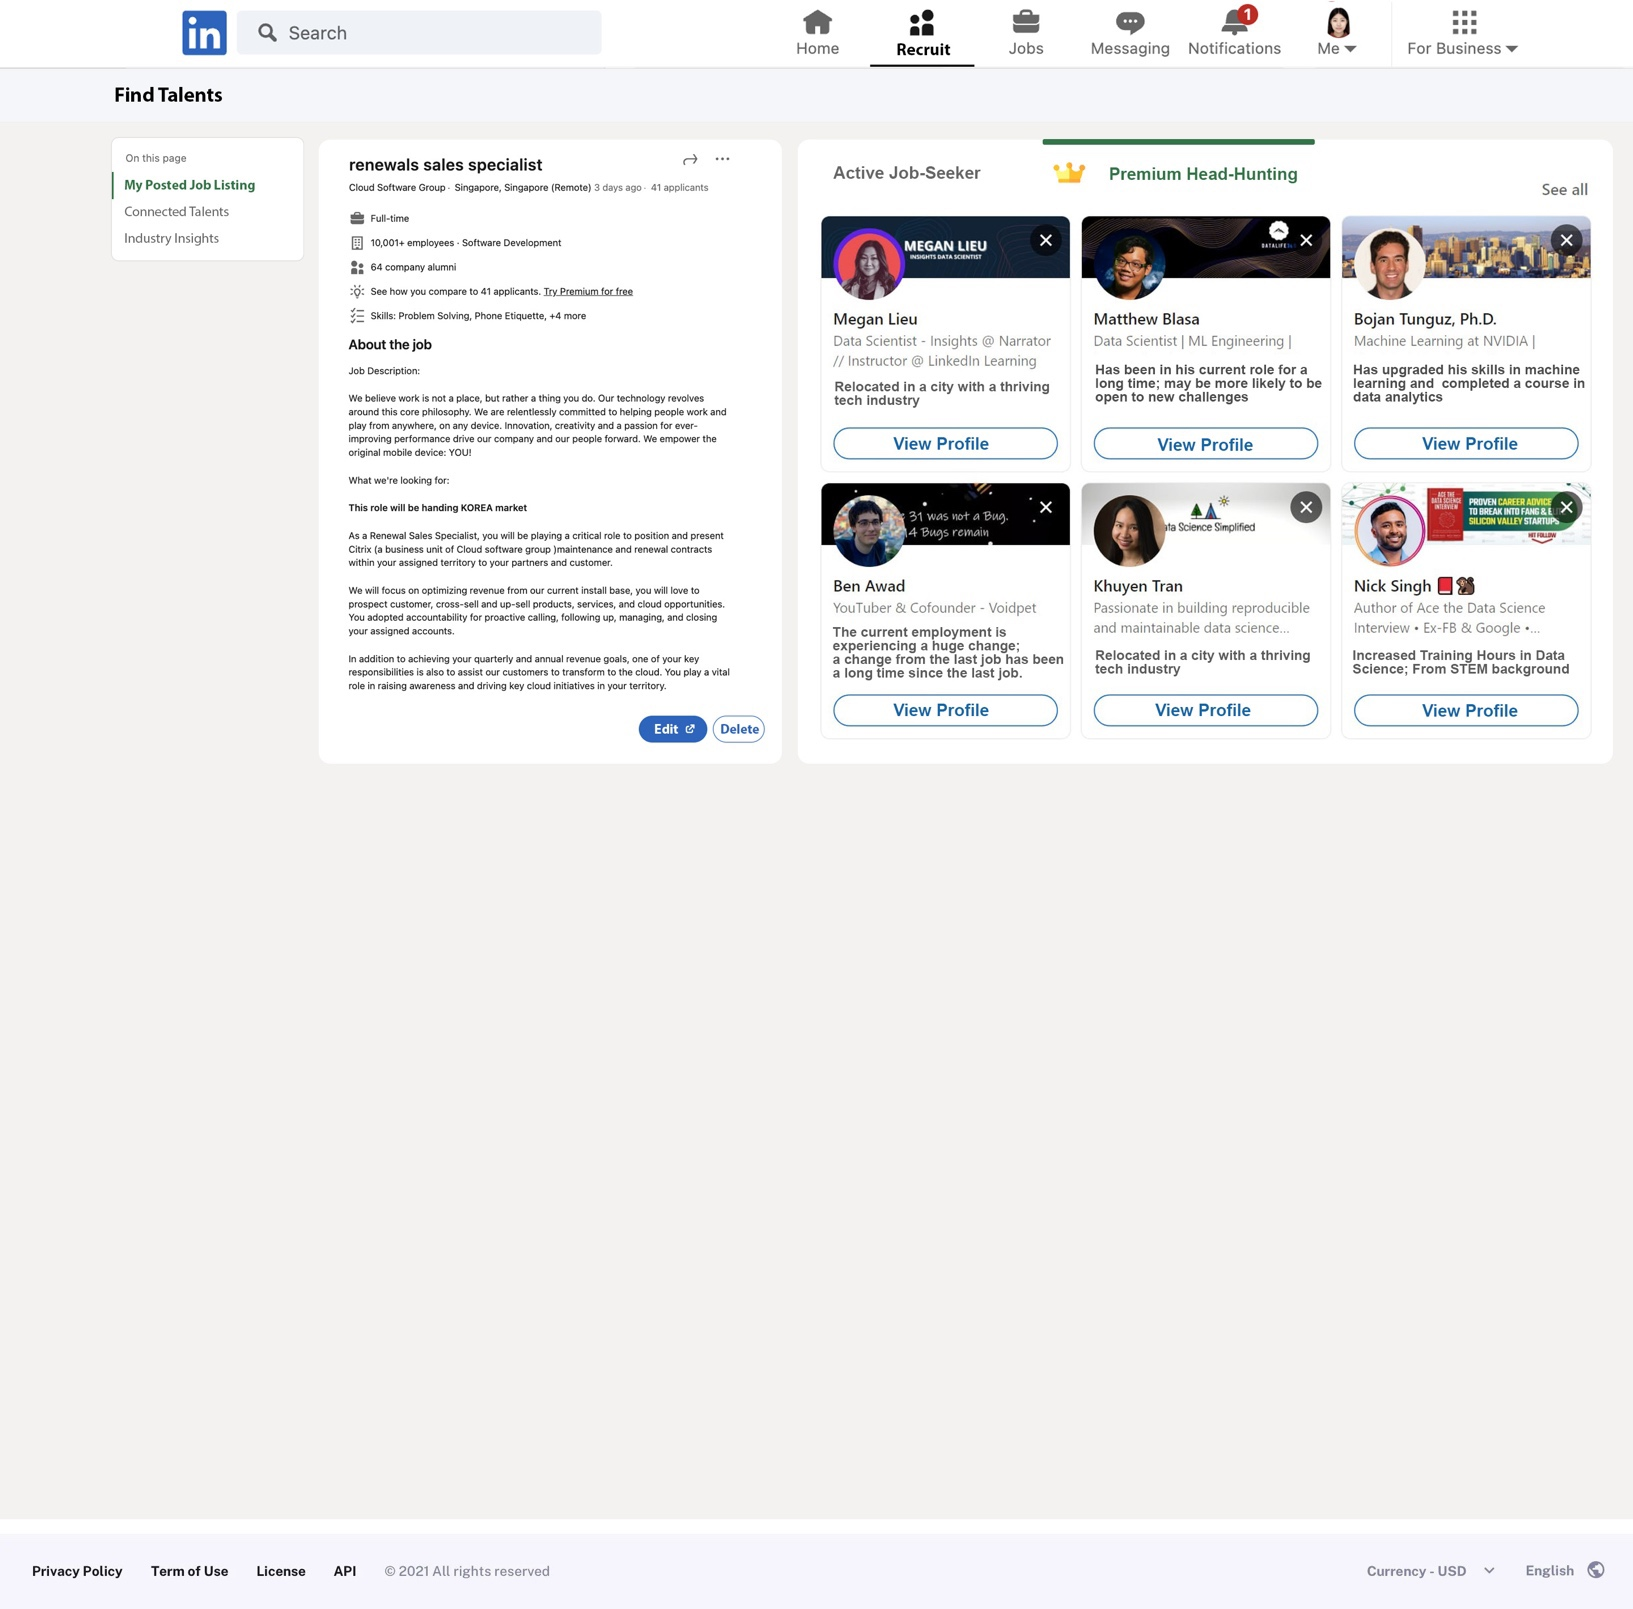 in
Search
Home
Recruit
Jobs
Messaging
1
Notifications
Me
For Business
Find Talents
On this page
My Posted Job Listing
Connected Talents
Industry Insights
renewals sales specialist
Cloud Software Group · Singapore, Singapore (Remote) 3 days ago · 41 applicants
Full-time
10,001+ employees · Software Development
64 company alumni
See how you compare to 41 applicants. Try Premium for free
Skills: Problem Solving, Phone Etiquette, +4 more
About the job
Job Description:
We believe work is not a place, but rather a thing you do. Our technology revolves
around this core philosophy. We are relentlessly committed to helping people work and
play from anywhere, on any device. Innovation, creativity and a passion for ever-
improving performance drive our company and our people forward. We empower the
original mobile device: YOU!
What we're looking for:
This role will be handing KOREA market
As a Renewal Sales Specialist, you will be playing a critical role to position and present
Citrix (a business unit of Cloud software group )maintenance and renewal contracts
within your assigned territory to your partners and customer.
We will focus on optimizing revenue from our current install base, you will love to
prospect customer, cross-sell and up-sell products, services, and cloud opportunities.
You adopted accountability for proactive calling, following up, managing, and closing
your assigned accounts.
In addition to achieving your quarterly and annual revenue goals, one of your key
responsibilities is also to assist our customers to transform to the cloud. You play a vital
role in raising awareness and driving key cloud initiatives in your territory.
Edit
Delete
Active Job-Seeker
Premium Head-Hunting
See all
MEGAN LIEU
INSIGHTS DATA SCIENTIST
Megan Lieu
Data Scientist - Insights @ Narrator
// Instructor @ LinkedIn Learning
Relocated in a city with a thriving
tech industry
View Profile
Matthew Blasa
Data Scientist | ML Engineering |
Has been in his current role for a
long time; may be more likely to be
open to new challenges
View Profile
Bojan Tunguz, Ph.D.
Machine Learning at NVIDIA |
Has upgraded his skills in machine
learning and completed a course in
data analytics
View Profile
31 was not a Bug.
4 Bugs remain
Ben Awad
YouTuber & Cofounder - Voidpet
The current employment is
experiencing a huge change;
a change from the last job has been
a long time since the last job.
View Profile
ta Science Simplified
Khuyen Tran
Passionate in building reproducible
and maintainable data science...
Relocated in a city with a thriving
tech industry
View Profile
ACE THE
DATA SCIENCE
INTERVIEW
PROVEN CAREER ADVICE
TO BREAK INTO FANG &
SILICON VALLEY STARTUPS
HIT FOLLOW
Nick Singh
Author of Ace the Data Science
Interview • Ex-FB & Google •...
Increased Training Hours in Data
Science; From STEM background
View Profile
Privacy Policy
Term of Use
License
API
© 2021 All rights reserved
Currency - USD
English